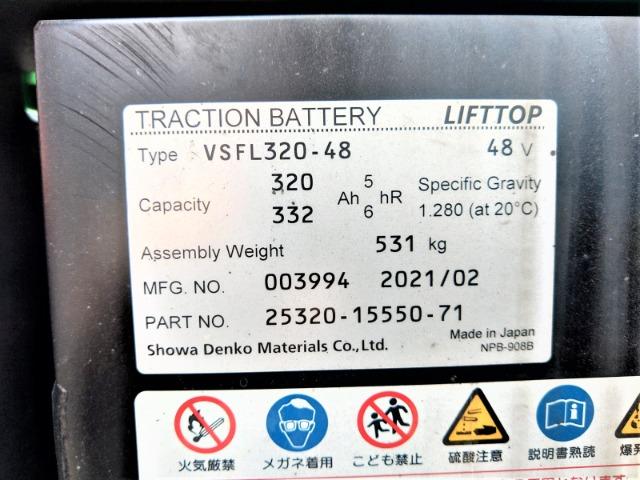 TRACTION BATTERY LIFTTOP
Type VSFL320-48 48 V
Capacity 320 Ah 5 hR Specific Gravity
332 6 1.280 (at 20°C)
Assembly Weight 531 kg
MFG. NO. 003994 2021/02
PART NO. 25320-15550-71
Made in Japan
Showa Denko Materials Co.,Ltd. NPB-908B
火気厳禁 メガネ着用 こども禁止 硫酸注意 説明書熟読 爆発